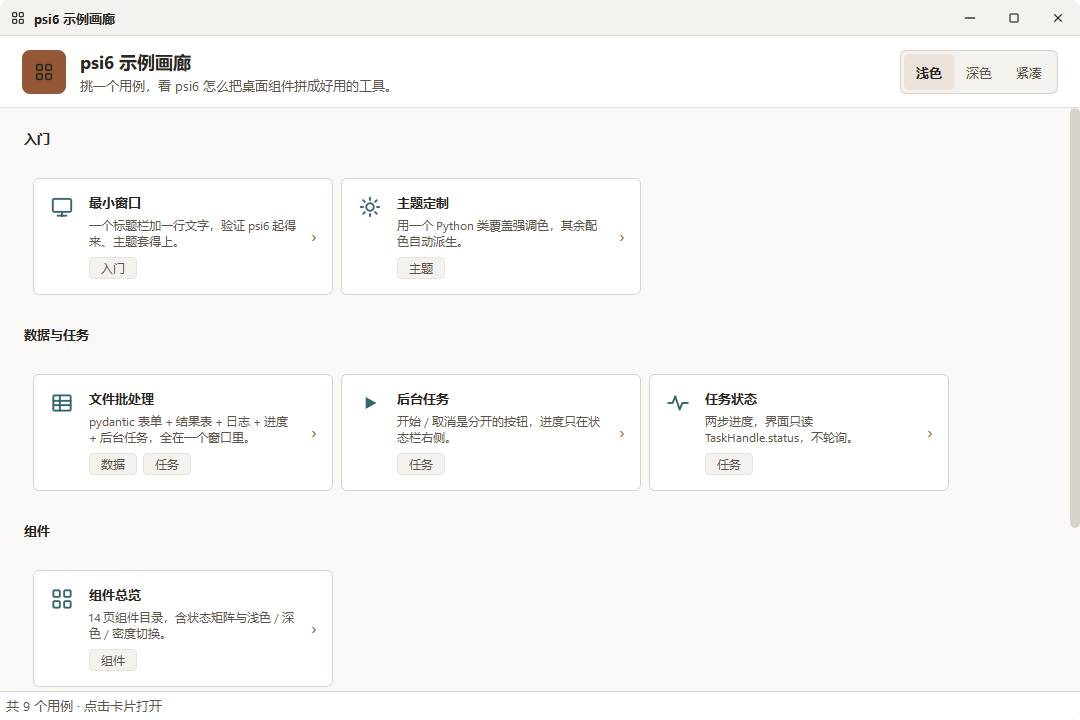 psi6 示例画廊
psi6 示例画廊
挑一个用例，看 psi6 怎么把桌面组件拼成好用的工具。
浅色 深色 紧凑
入门
最小窗口
一个标题栏加一行文字，验证 psi6 起得
来、主题套得上。
入门
主题定制
用一个 Python 类覆盖强调色，其余配
色自动派生。
主题
数据与任务
文件批处理
pydantic 表单 + 结果表 + 日志 + 进度
+ 后台任务，全在一个窗口里。
数据 任务
后台任务
开始 / 取消是分开的按钮，进度只在状
态栏右侧。
任务
任务状态
两步进度，界面只读
TaskHandle.status，不轮询。
任务
组件
组件总览
14 页组件目录，含状态矩阵与浅色 / 深
色 / 密度切换。
组件
共 9 个用例 · 点击卡片打开